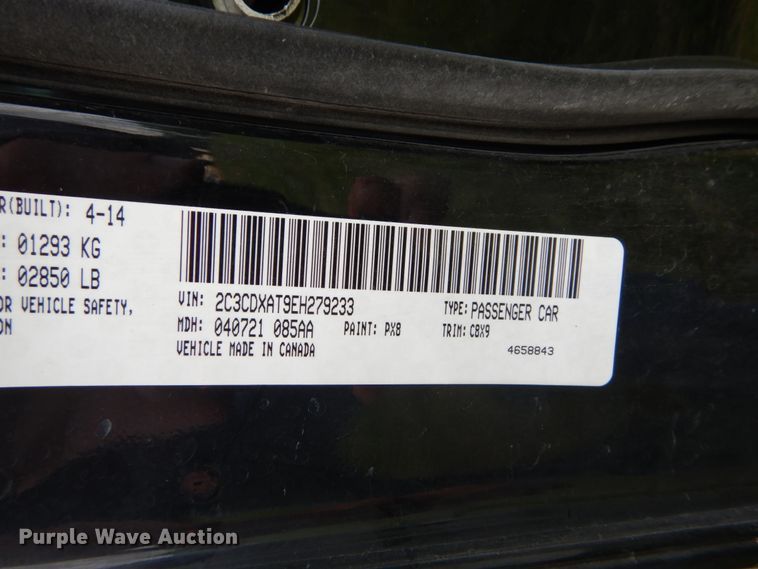 R(BUILT): 4-14
: 01293 KG
: 02850 LB
OR VEHICLE SAFETY,
ON
VIN: 2C3CDXAT9EH279233 TYPE: PASSENGER CAR
MDH: 040721 085AA PAINT: PX8 TRIM: C8X9
VEHICLE MADE IN CANADA 4658843
Purple Wave Auction